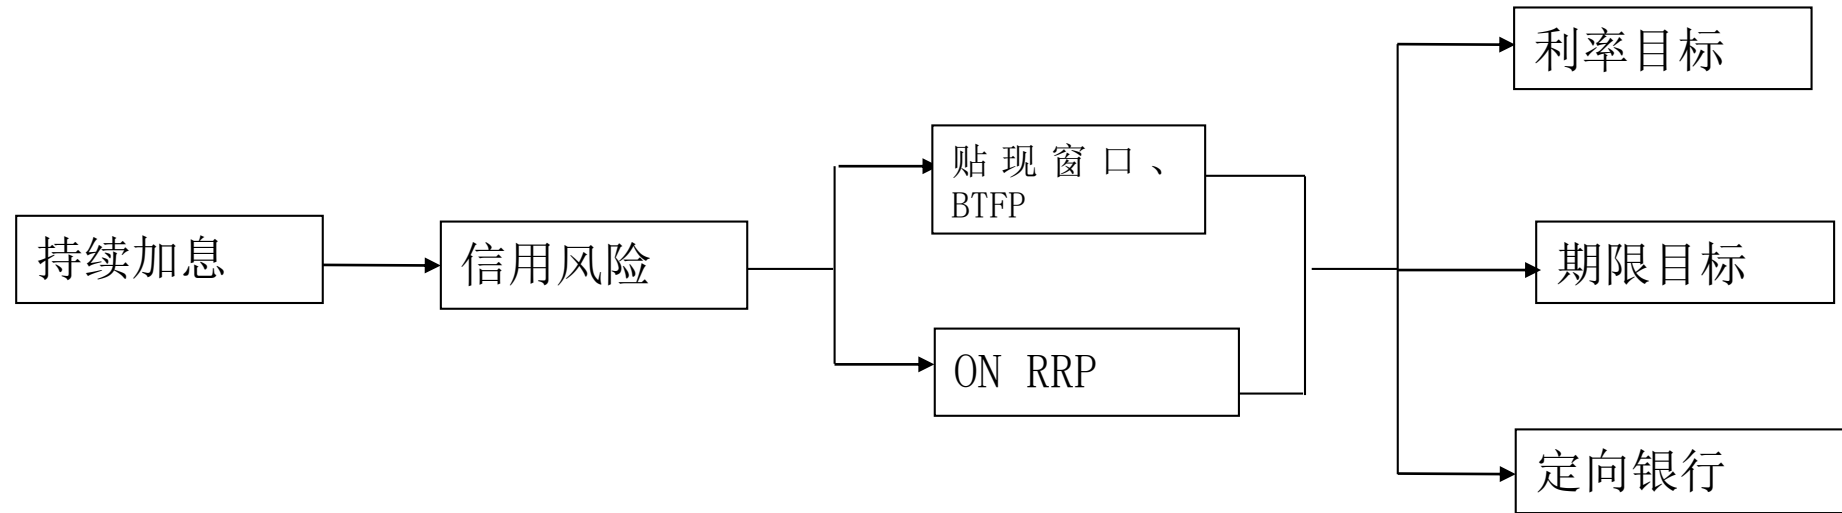 持续加息
信用风险
贴现窗口、
BTFP
ON RRP
利率目标
期限目标
定向银行